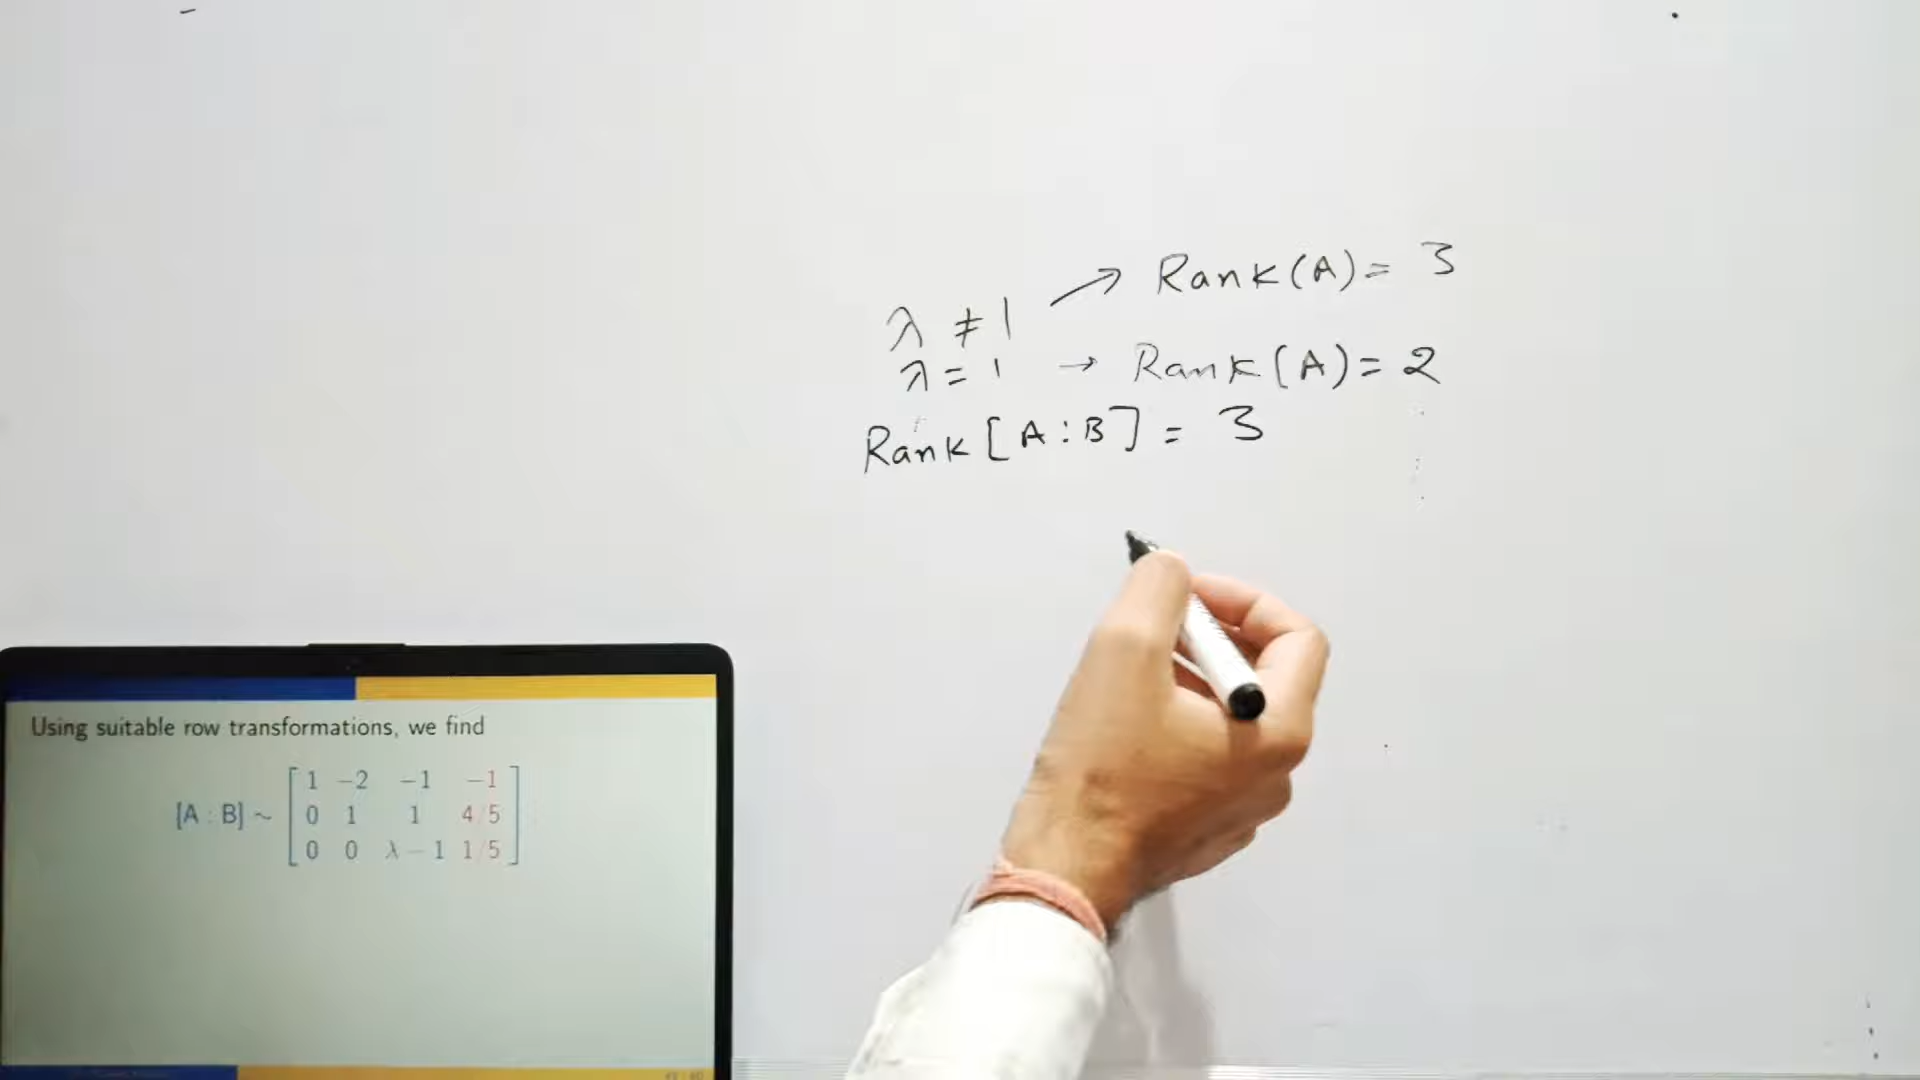 λ ≠ 1 → Rank(A) = 3
λ = 1 → Rank(A) = 2
Rank [A : B] = 3
Using suitable row transformations, we find
[A : B] ~
1 −2 −1 −1
0 1 1 4/5
0 0 λ − 1 1/5